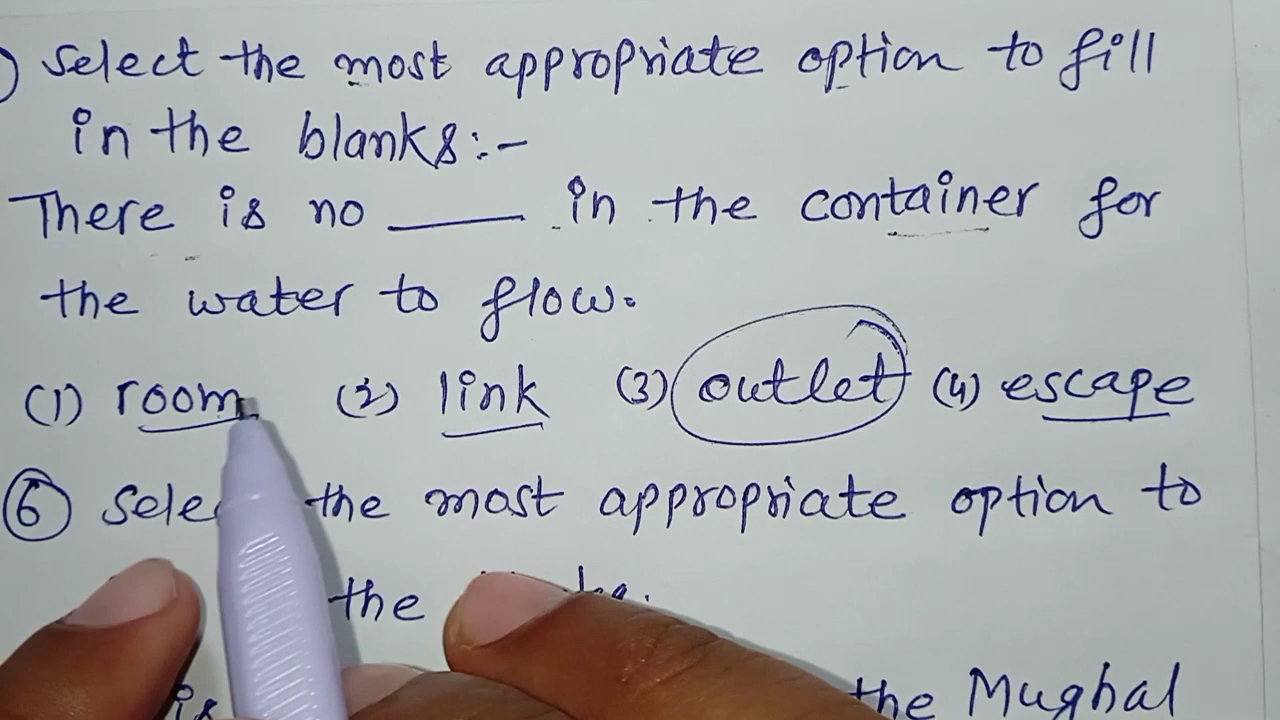 ) Select the most appropriate option to fill
in the blanks:-
There is no ____ in the container for
the water to flow.
(1) room (2) link (3) outlet (4) escape
6 the most appropriate option to
the
is the Mughal